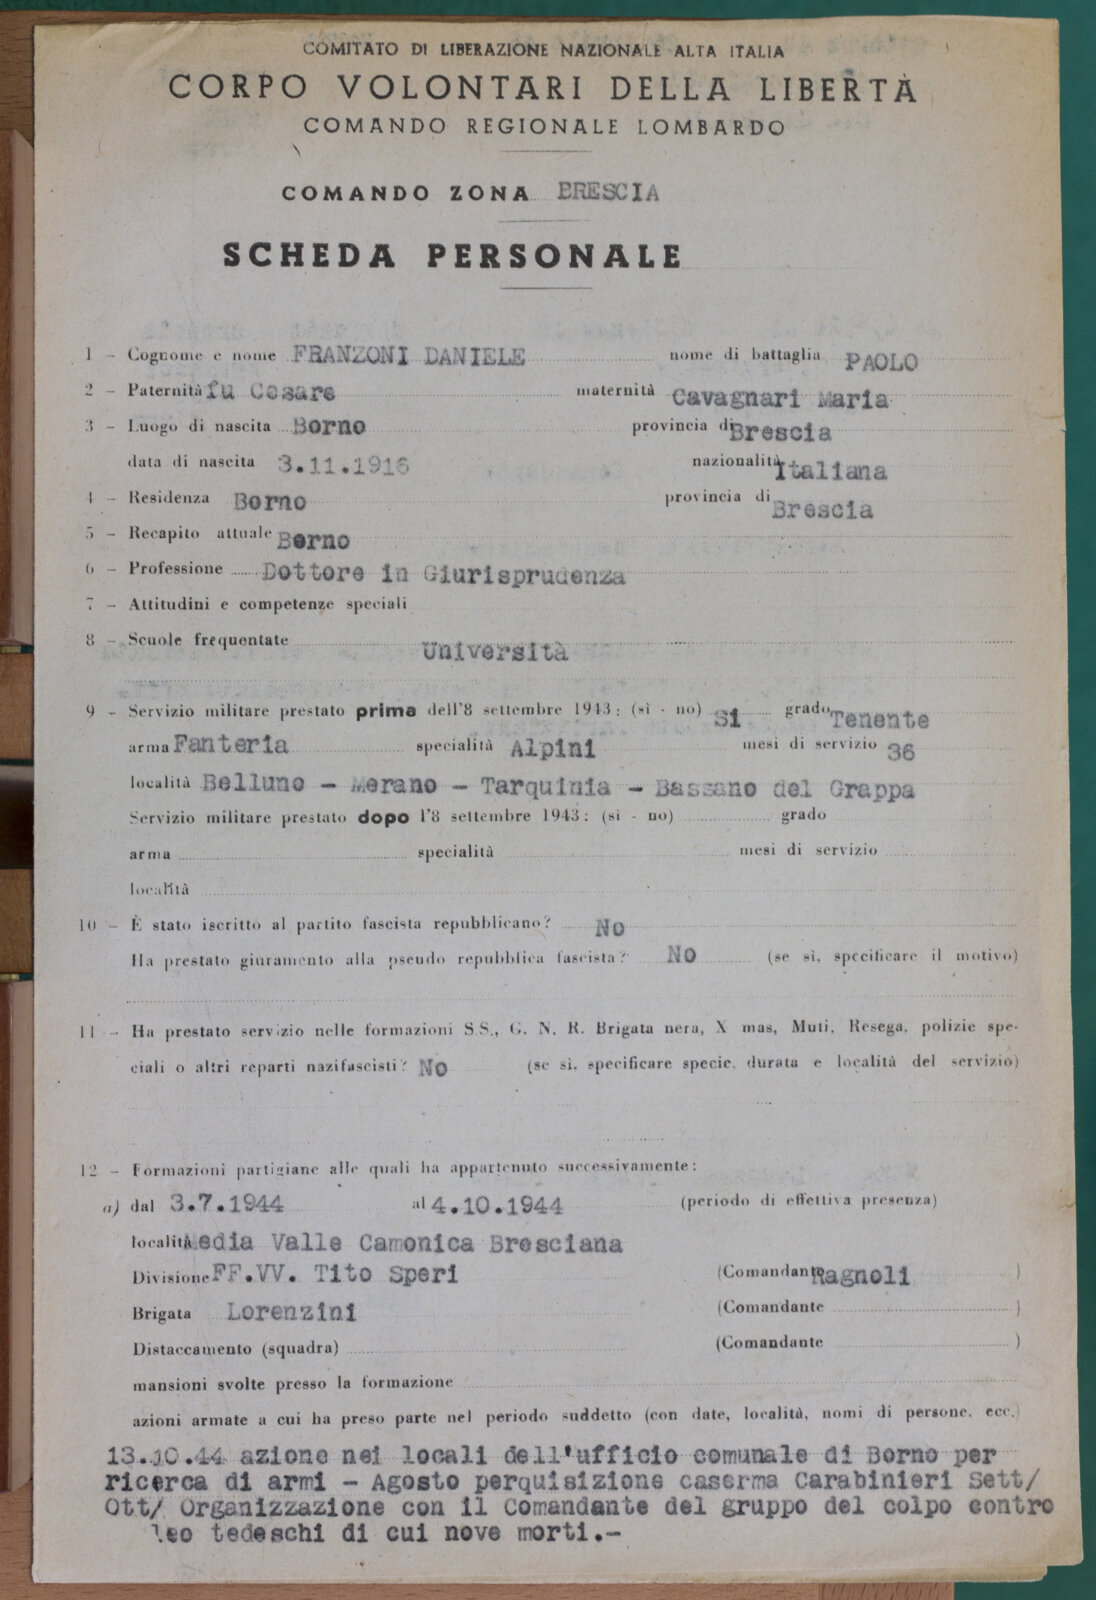 COMITATO DI LIBERAZIONE NAZIONALE ALTA ITALIA
CORPO VOLONTARI DELLA LIBERTÀ
COMANDO REGIONALE LOMBARDO
COMANDO ZONA BRESCIA
SCHEDA PERSONALE
1 - Cognome e nome FRANZONI DANIELE nome di battaglia PAOLO
2 - Paternità fu Cesare maternità Cavagnari Maria
3 - Luogo di nascita Borno provincia di Brescia
data di nascita 3.11.1916 nazionalità Italiana
4 - Residenza Borno provincia di Brescia
5 - Recapito attuale Borno
6 - Professione Dottore in Giurisprudenza
7 - Attitudini e competenze speciali
8 - Scuole frequentate Università
9 - Servizio militare prestato prima dell'8 settembre 1943: (sì - no) Si grado Tenente
arma Fanteria specialità Alpini mesi di servizio 36
località Belluno - Merano - Tarquinia - Bassano del Grappa
Servizio militare prestato dopo l'8 settembre 1943: (sì - no) grado
arma specialità mesi di servizio
località
10 - È stato iscritto al partito fascista repubblicano? No
Ha prestato giuramento alla pseudo repubblica fascista? No (se sì, specificare il motivo)
11 - Ha prestato servizio nelle formazioni S.S., G. N. R. Brigata nera, X mas, Muti, Resega, polizie spe-
ciali o altri reparti nazifascisti? No (se sì, specificare specie, durata e località del servizio)
12 - Formazioni partigiane alle quali ha appartenuto successivamente:
a) dal 3.7.1944 al 4.10.1944 (periodo di effettiva presenza)
località Media Valle Camonica Bresciana
Divisione FF.VV. Tito Speri (Comandante Ragnoli )
Brigata Lorenzini (Comandante )
Distaccamento (squadra) (Comandante )
mansioni svolte presso la formazione
azioni armate a cui ha preso parte nel periodo suddetto (con date, località, nomi di persone, ecc.)
13.10.44 azione nei locali dell'ufficio comunale di Borno per
ricerca di armi - Agosto perquisizione caserma Carabinieri Sett/
Ott/ Organizzazione con il Comandante del gruppo del colpo contro
tedeschi di cui nove morti.-